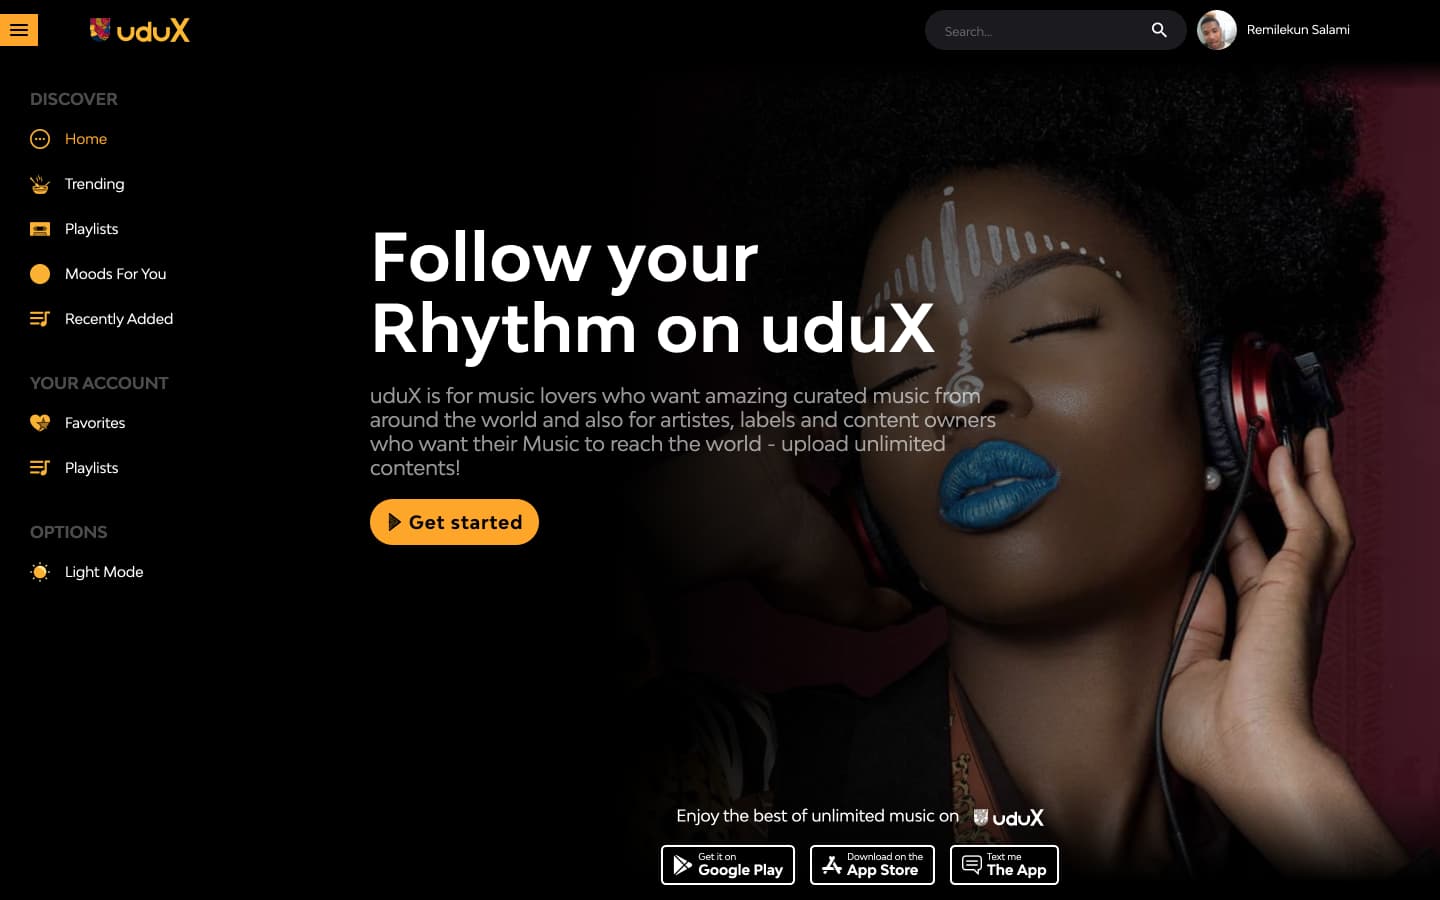 uduX
Search...
Remilekun Salami
DISCOVER
Home
Trending
Playlists
Moods For You
Recently Added
YOUR ACCOUNT
Favorites
Playlists
OPTIONS
Light Mode
Follow your
Rhythm on uduX
uduX is for music lovers who want amazing curated music from
around the world and also for artistes, labels and content owners
who want their Music to reach the world - upload unlimited
contents!
Get started
Enjoy the best of unlimited music on uduX
Get it on
Google Play
Download on the
App Store
Text me
The App